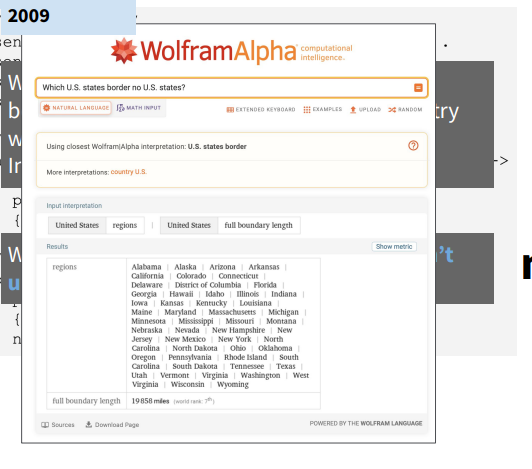 2009
WolframAlpha computational intelligence.
Which U.S. states border no U.S. states?
NATURAL LANGUAGE MATH INPUT EXTENDED KEYBOARD EXAMPLES UPLOAD RANDOM
Using closest Wolfram|Alpha interpretation: U.S. states border
More interpretations: country U.S.
Input interpretation
United States regions | United States full boundary length
Results Show metric
regions Alabama | Alaska | Arizona | Arkansas |
California | Colorado | Connecticut |
Delaware | District of Columbia | Florida |
Georgia | Hawaii | Idaho | Illinois | Indiana |
Iowa | Kansas | Kentucky | Louisiana |
Maine | Maryland | Massachusetts | Michigan |
Minnesota | Mississippi | Missouri | Montana |
Nebraska | Nevada | New Hampshire | New
Jersey | New Mexico | New York | North
Carolina | North Dakota | Ohio | Oklahoma |
Oregon | Pennsylvania | Rhode Island | South
Carolina | South Dakota | Tennessee | Texas |
Utah | Vermont | Virginia | Washington | West
Virginia | Wisconsin | Wyoming
full boundary length 19858 miles (world rank: 7th)
Sources Download Page POWERED BY THE WOLFRAM LANGUAGE